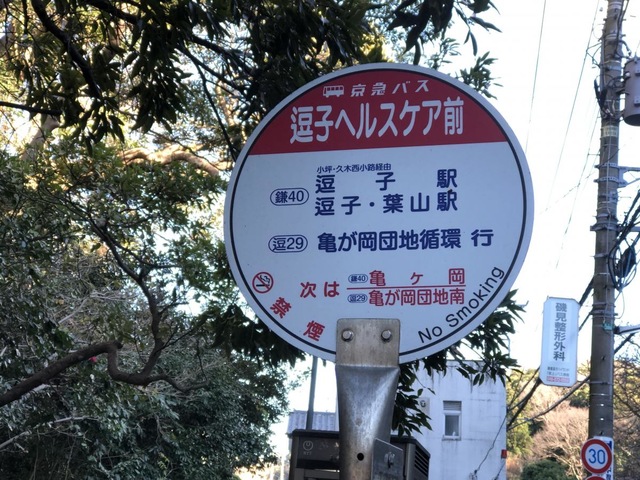 京急バス
逗子ヘルスケア前
小坪・久木西小路経由
鎌40 逗子駅
逗子・葉山駅
逗29 亀が岡団地循環 行
次は 鎌40 亀ヶ岡
逗29 亀が岡団地南
禁煙
No Smoking
磯見整形外科
30